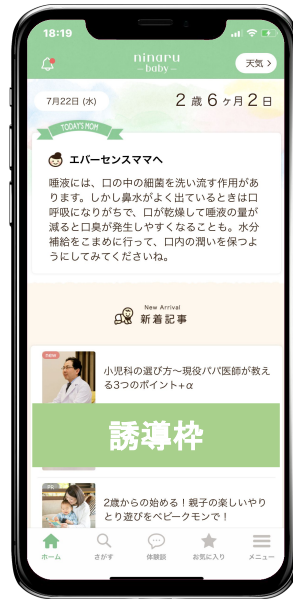 18:19
ninaru
– baby –
天気
7月22日 (水)
2 歳 6 ヶ月 2 日
TODAY'S MOM
エバーセンスママへ
唾液には、口の中の細菌を洗い流す作用があ
ります。しかし鼻水がよく出ているときは口
呼吸になりがちで、口が乾燥して唾液の量が
減ると口臭が発生しやすくなることも。水分
補給をこまめに行って、口内の潤いを保つよ
うにしてみてくださいね。
New Arrival
新着記事
new
小児科の選び方〜現役パパ医師が教え
る3つのポイント+α
誘導枠
PR
2歳からの始める！親子の楽しいやり
とり遊びをベビークモンで！
ホーム
さがす
体験談
お気に入り
メニュー